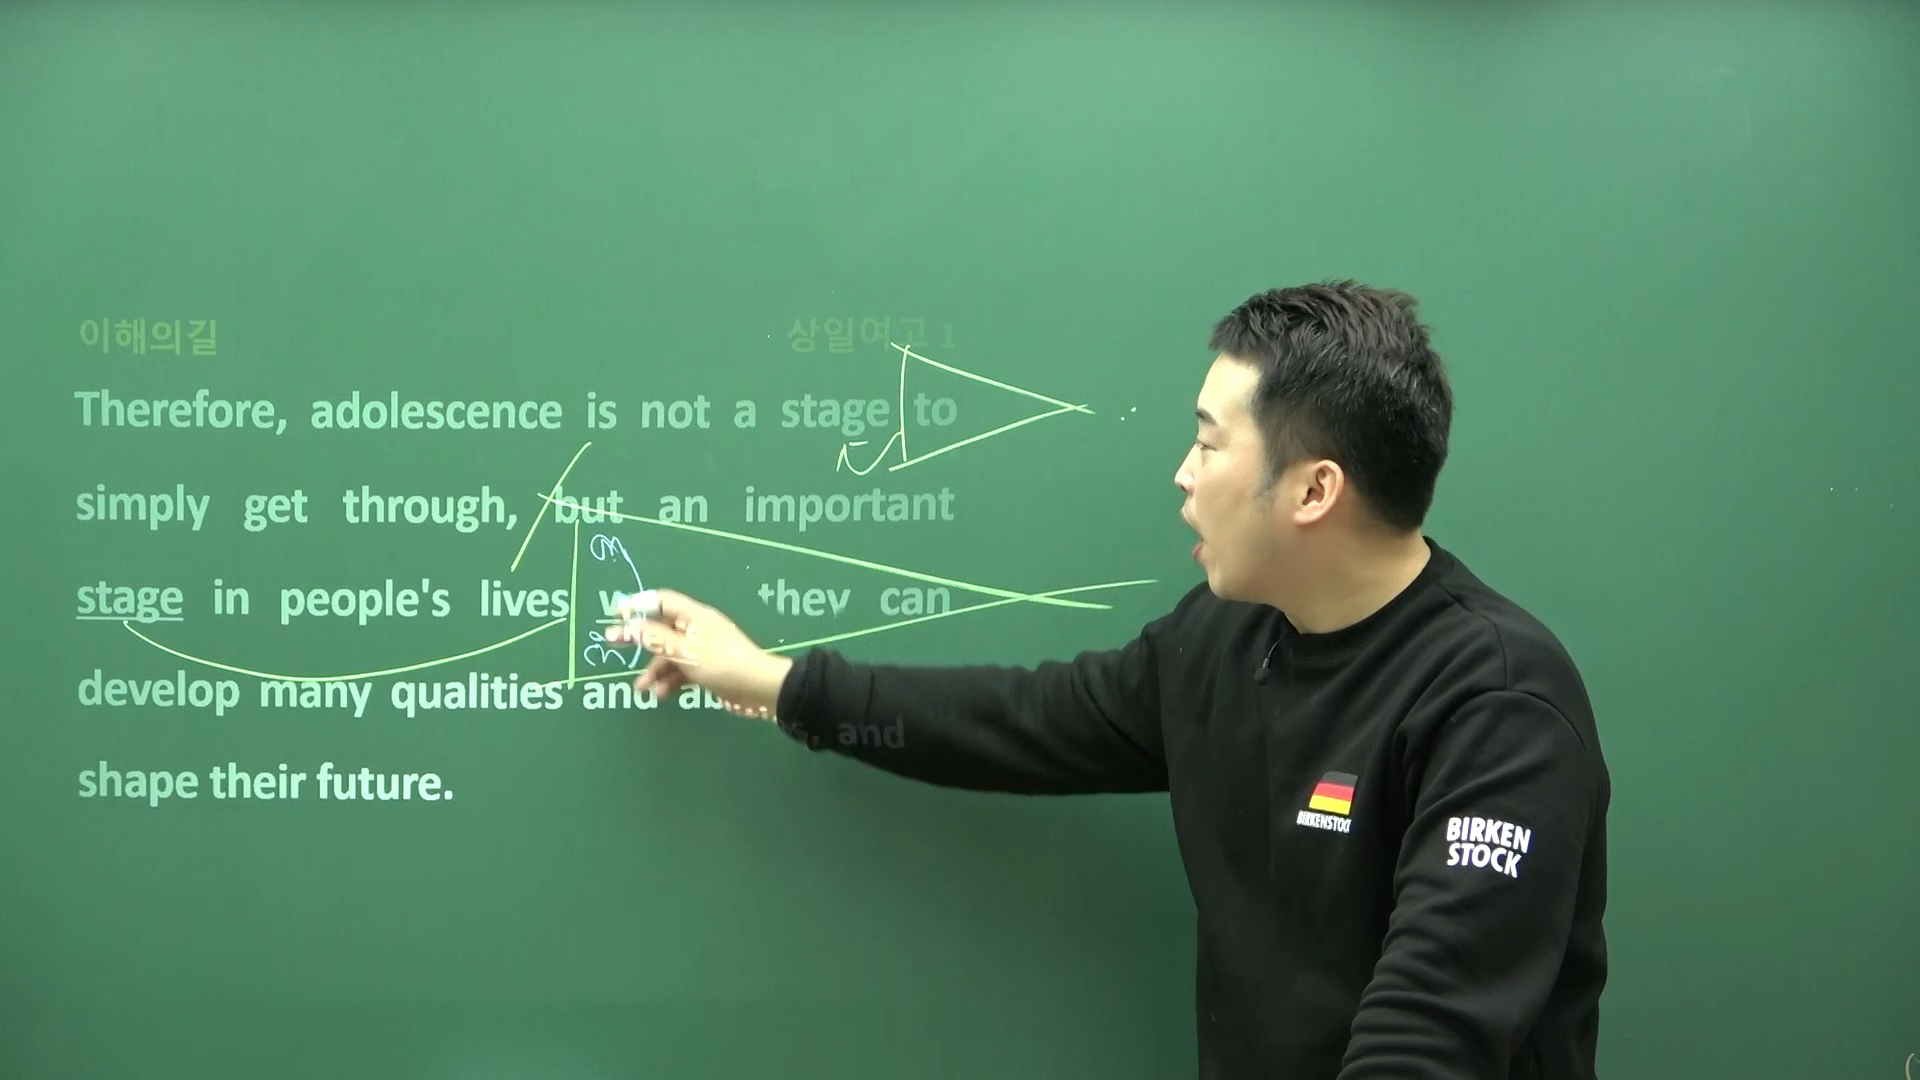 이해의길 상일여고 1
Therefore, adolescence is not a stage to
simply get through, but an important
stage in people's lives they can
develop many qualities and and
shape their future.
BIRKENSTOCK
BIRKEN
STOCK